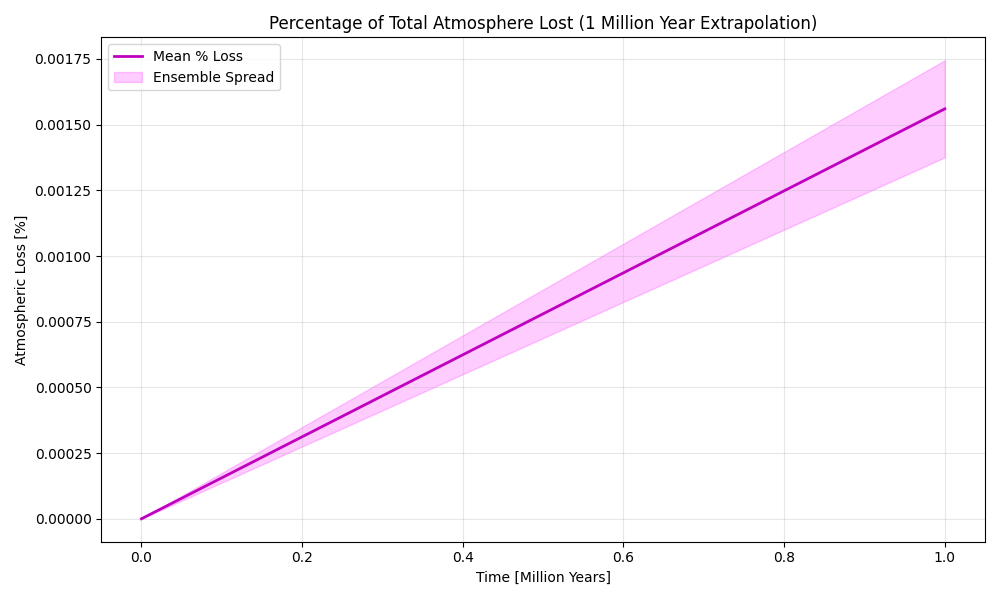 Percentage of Total Atmosphere Lost (1 Million Year Extrapolation)
Mean % Loss
Ensemble Spread
Atmospheric Loss [%]
0.00175
0.00150
0.00125
0.00100
0.00075
0.00050
0.00025
0.00000
0.0 0.2 0.4 0.6 0.8 1.0
Time [Million Years]